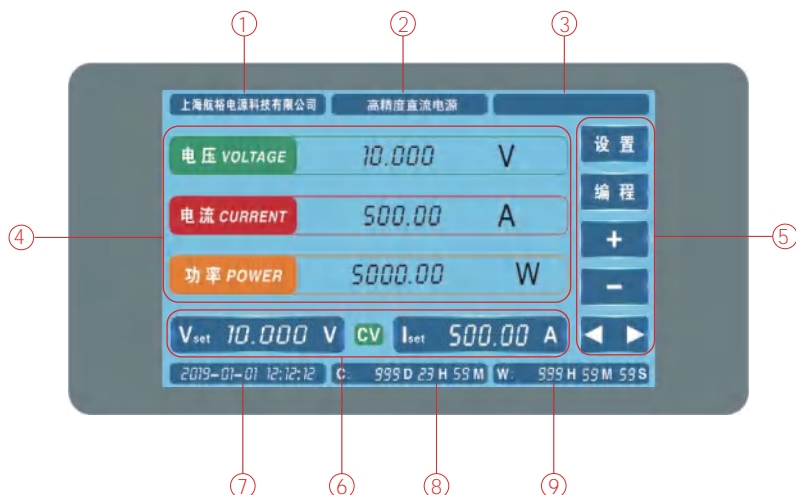 ① ② ③
上海航裕电源科技有限公司 高精度直流电源
电压 VOLTAGE 10.000 V 设置
编程
电流 CURRENT 500.00 A
④ + ⑤
功率 POWER 5000.00 W −
Vset 10.000 V CV Iset 500.00 A ◀ ▶
2019-01-01 12:12:12 C: 999 D 23 H 59 M W: 999 H 59 M 59 S
⑦ ⑥ ⑧ ⑨